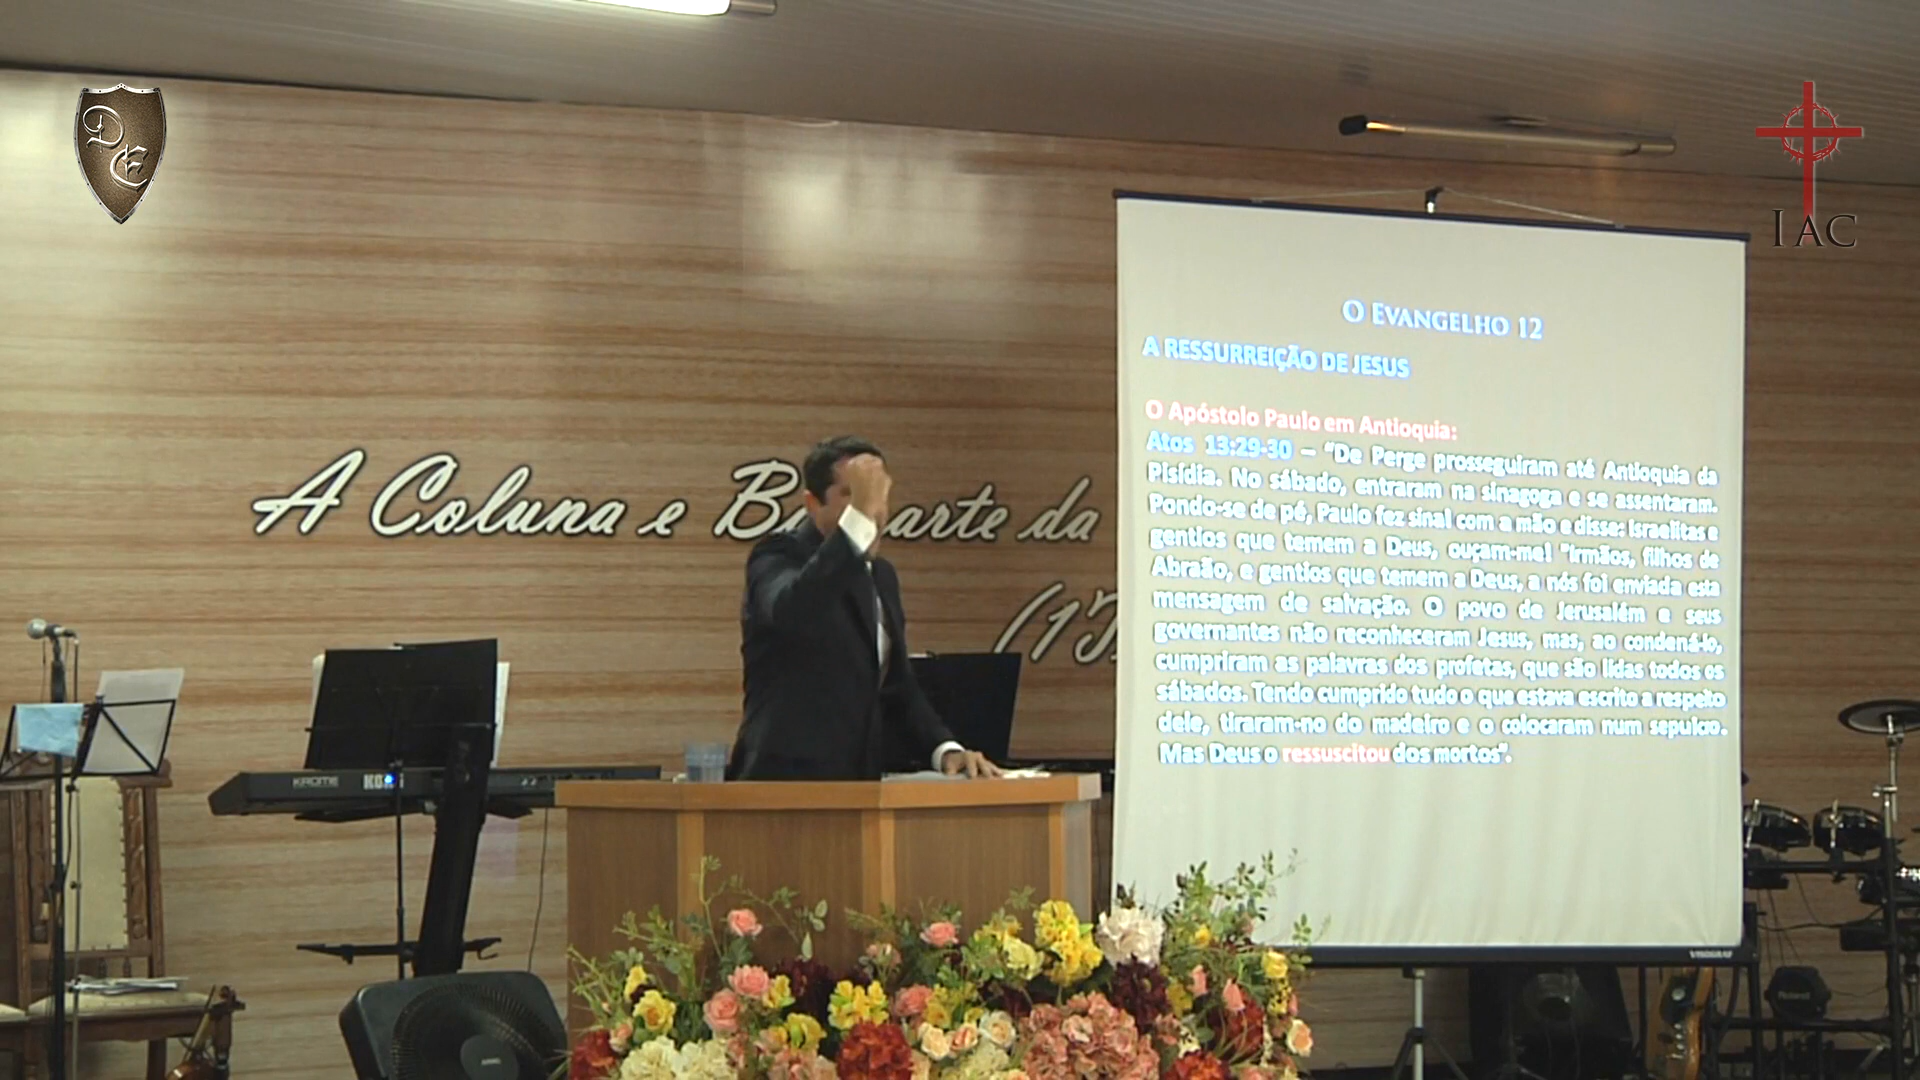 D
E
I AC
A Coluna e B
arte da
(1T
O EVANGELHO 12
A RESSURREIÇÃO DE JESUS
O Apóstolo Paulo em Antioquia:
Atos 13:29-30 – "De Perge prosseguiram até Antioquia da
Pisídia. No sábado, entraram na sinagoga e se assentaram.
Pondo-se de pé, Paulo fez sinal com a mão e disse: Israelitas e
gentios que temem a Deus, ouçam-me! "Irmãos, filhos de
Abraão, e gentios que temem a Deus, a nós foi enviada esta
mensagem de salvação. O povo de Jerusalém e seus
governantes não reconheceram Jesus, mas, ao condená-lo,
cumpriram as palavras dos profetas, que são lidas todos os
sábados. Tendo cumprido tudo o que estava escrito a respeito
dele, tiraram-no do madeiro e o colocaram num sepulcro.
Mas Deus o ressuscitou dos mortos".
KROME
Roland